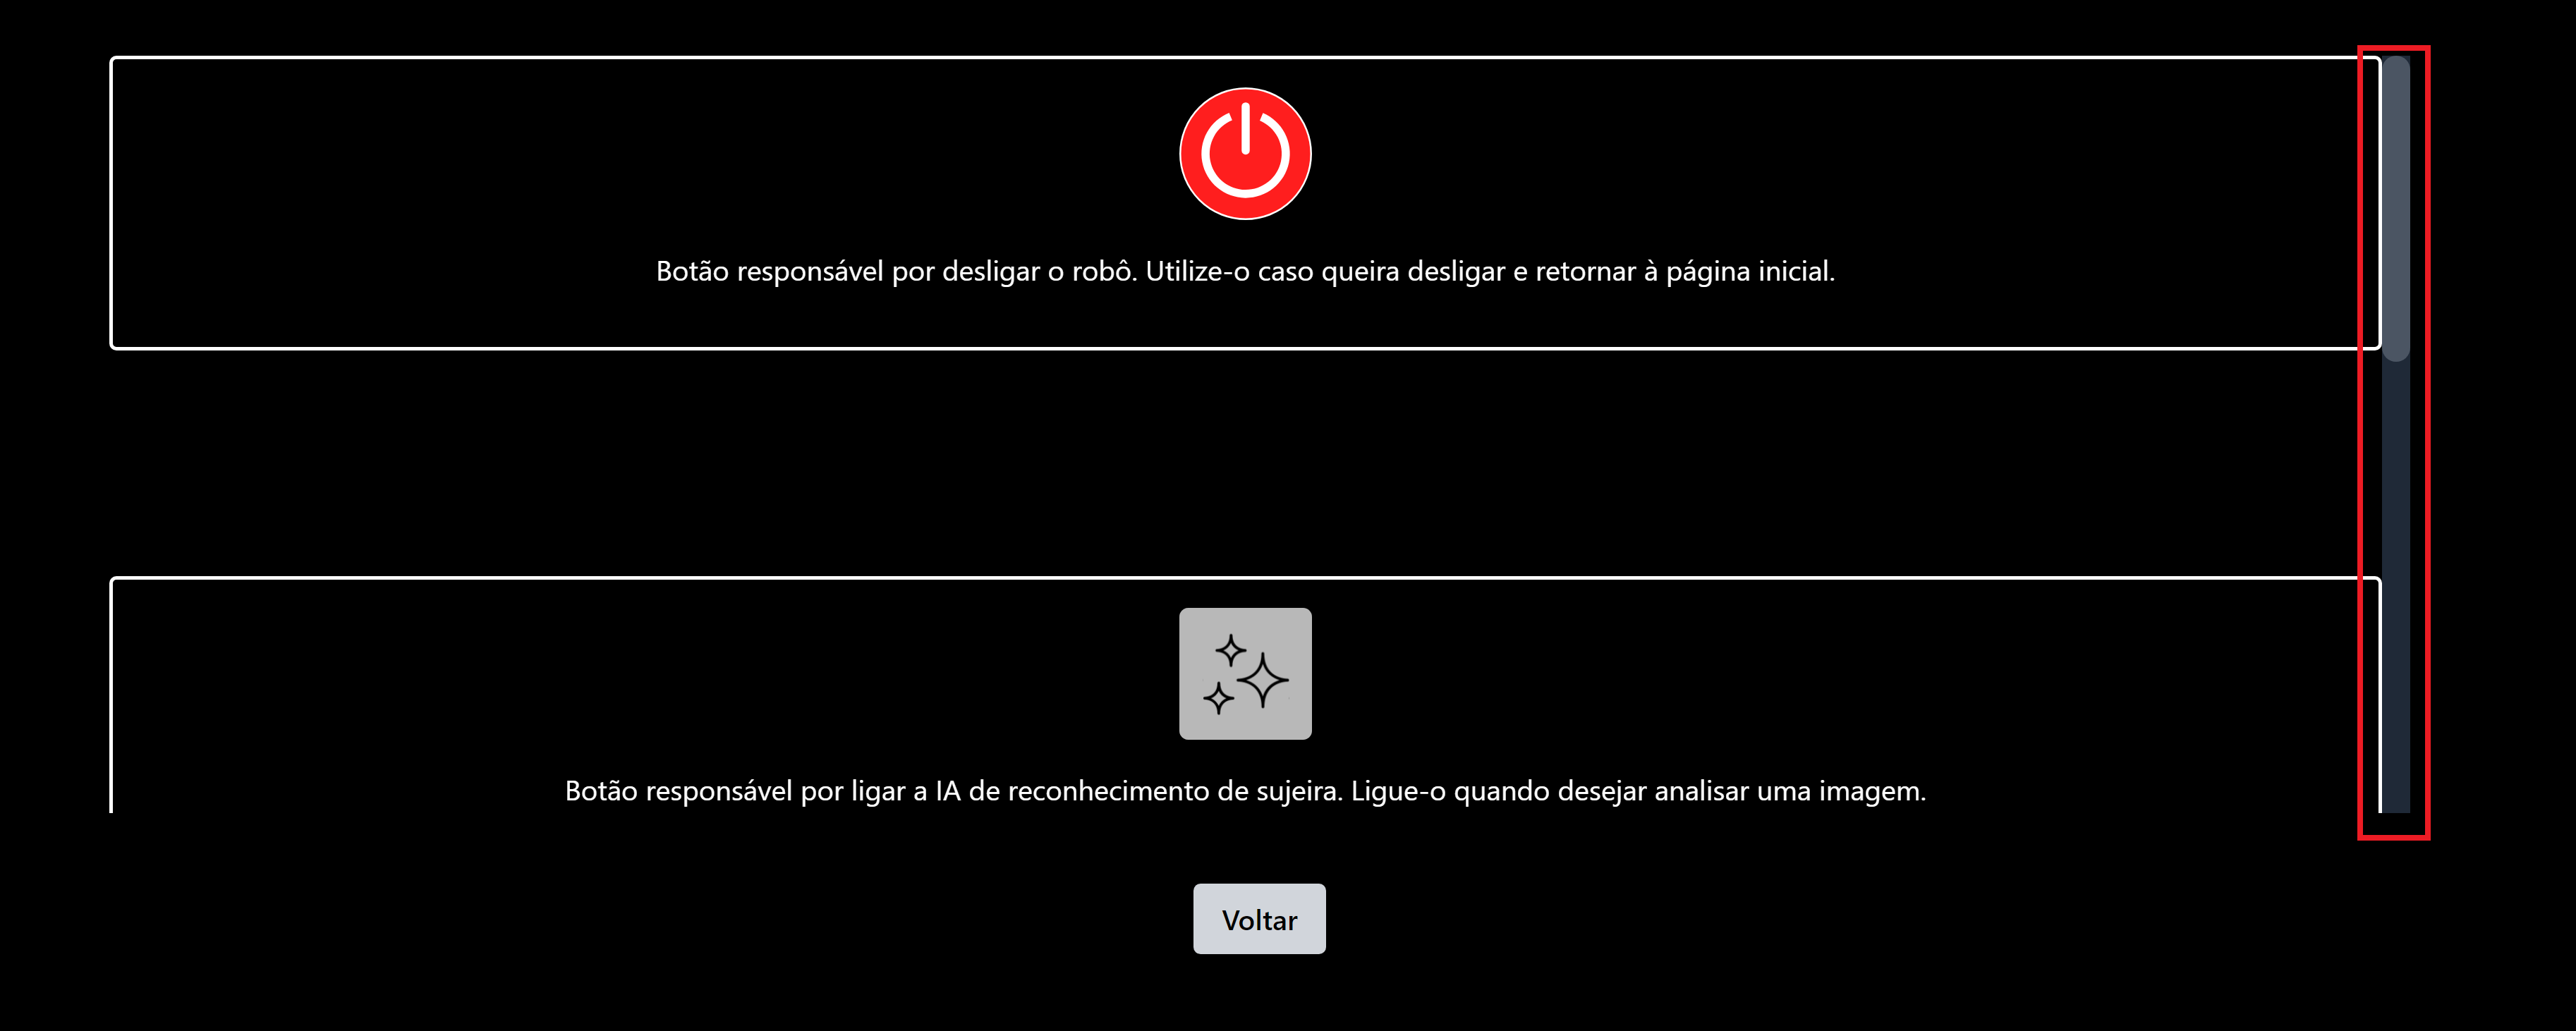 Botão responsável por desligar o robô. Utilize-o caso queira desligar e retornar à página inicial.
Botão responsável por ligar a IA de reconhecimento de sujeira. Ligue-o quando desejar analisar uma imagem.
Voltar